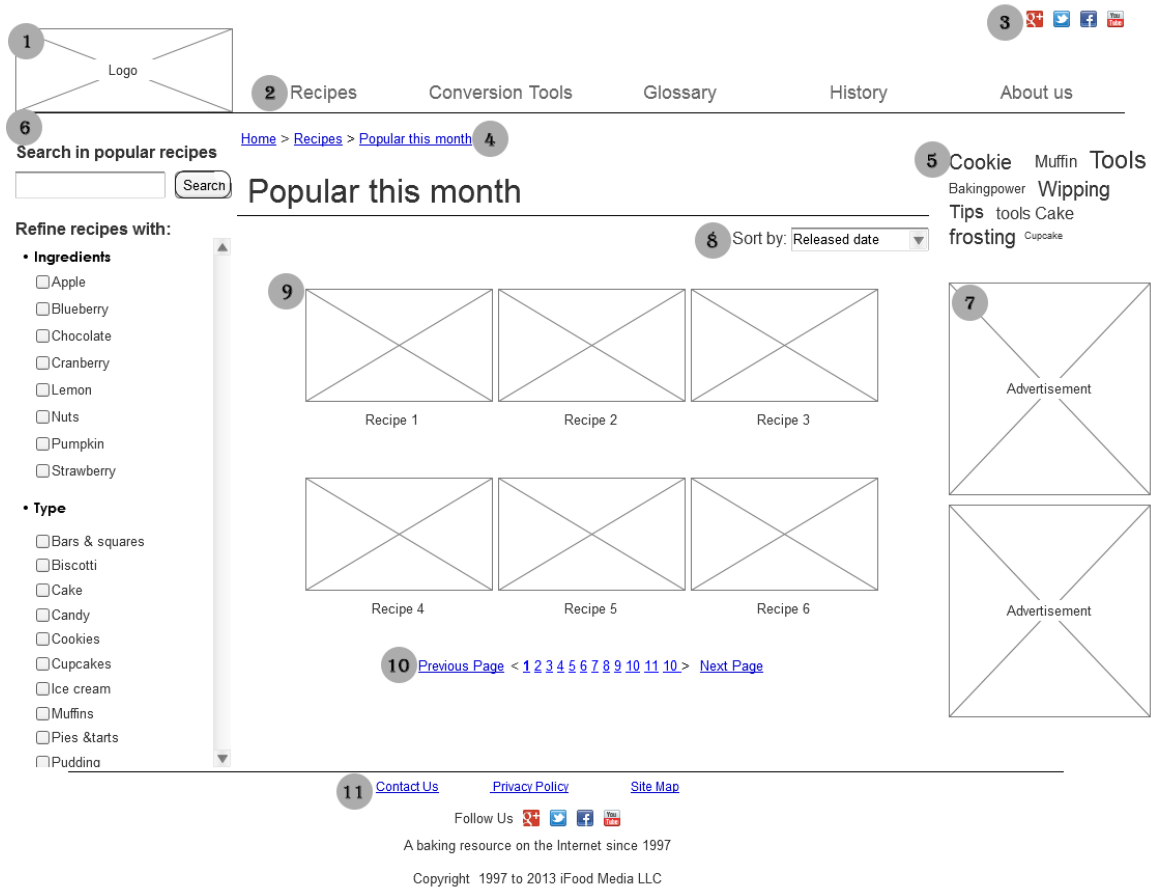 1
Logo
3
You Tube
2 Recipes Conversion Tools Glossary History About us
6
Search in popular recipes
Search
Refine recipes with:
• Ingredients
Apple
Blueberry
Chocolate
Cranberry
Lemon
Nuts
Pumpkin
Strawberry
• Type
Bars & squares
Biscotti
Cake
Candy
Cookies
Cupcakes
Ice cream
Muffins
Pies &tarts
Pudding
Home > Recipes > Popular this month 4
Popular this month
8 Sort by: Released date
9
Recipe 1 Recipe 2 Recipe 3
Recipe 4 Recipe 5 Recipe 6
10 Previous Page < 1 2 3 4 5 6 7 8 9 10 11 10 > Next Page
5 Cookie Muffin Tools
Bakingpower Wipping
Tips tools Cake
frosting Cupcake
7
Advertisement
Advertisement
11 Contact Us Privacy Policy Site Map
Follow Us g+ f You Tube
A baking resource on the Internet since 1997
Copyright 1997 to 2013 iFood Media LLC